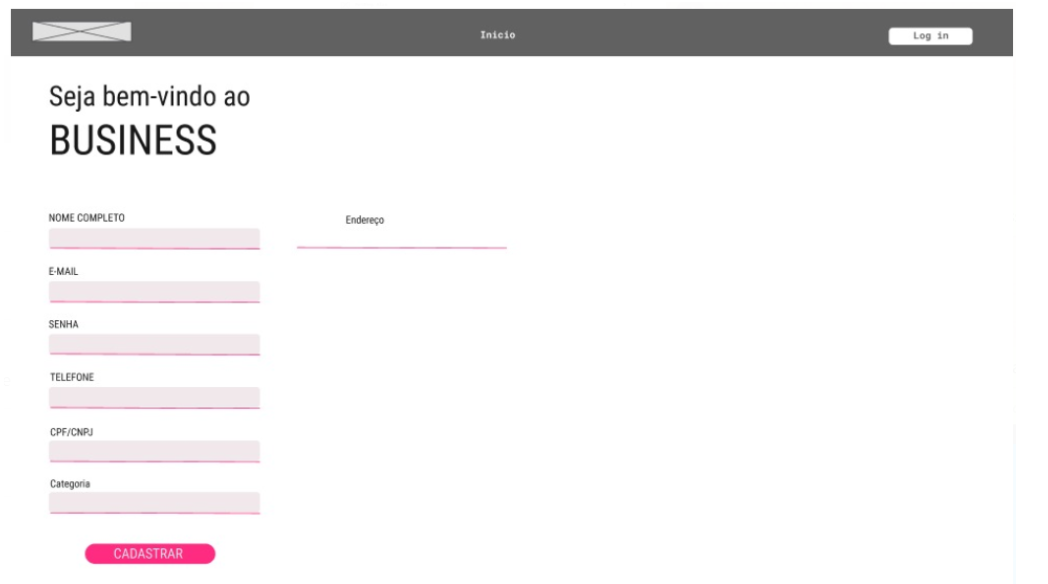 Início
Log in
Seja bem-vindo ao
BUSINESS
NOME COMPLETO
Endereço
E-MAIL
SENHA
TELEFONE
CPF/CNPJ
Categoria
CADASTRAR